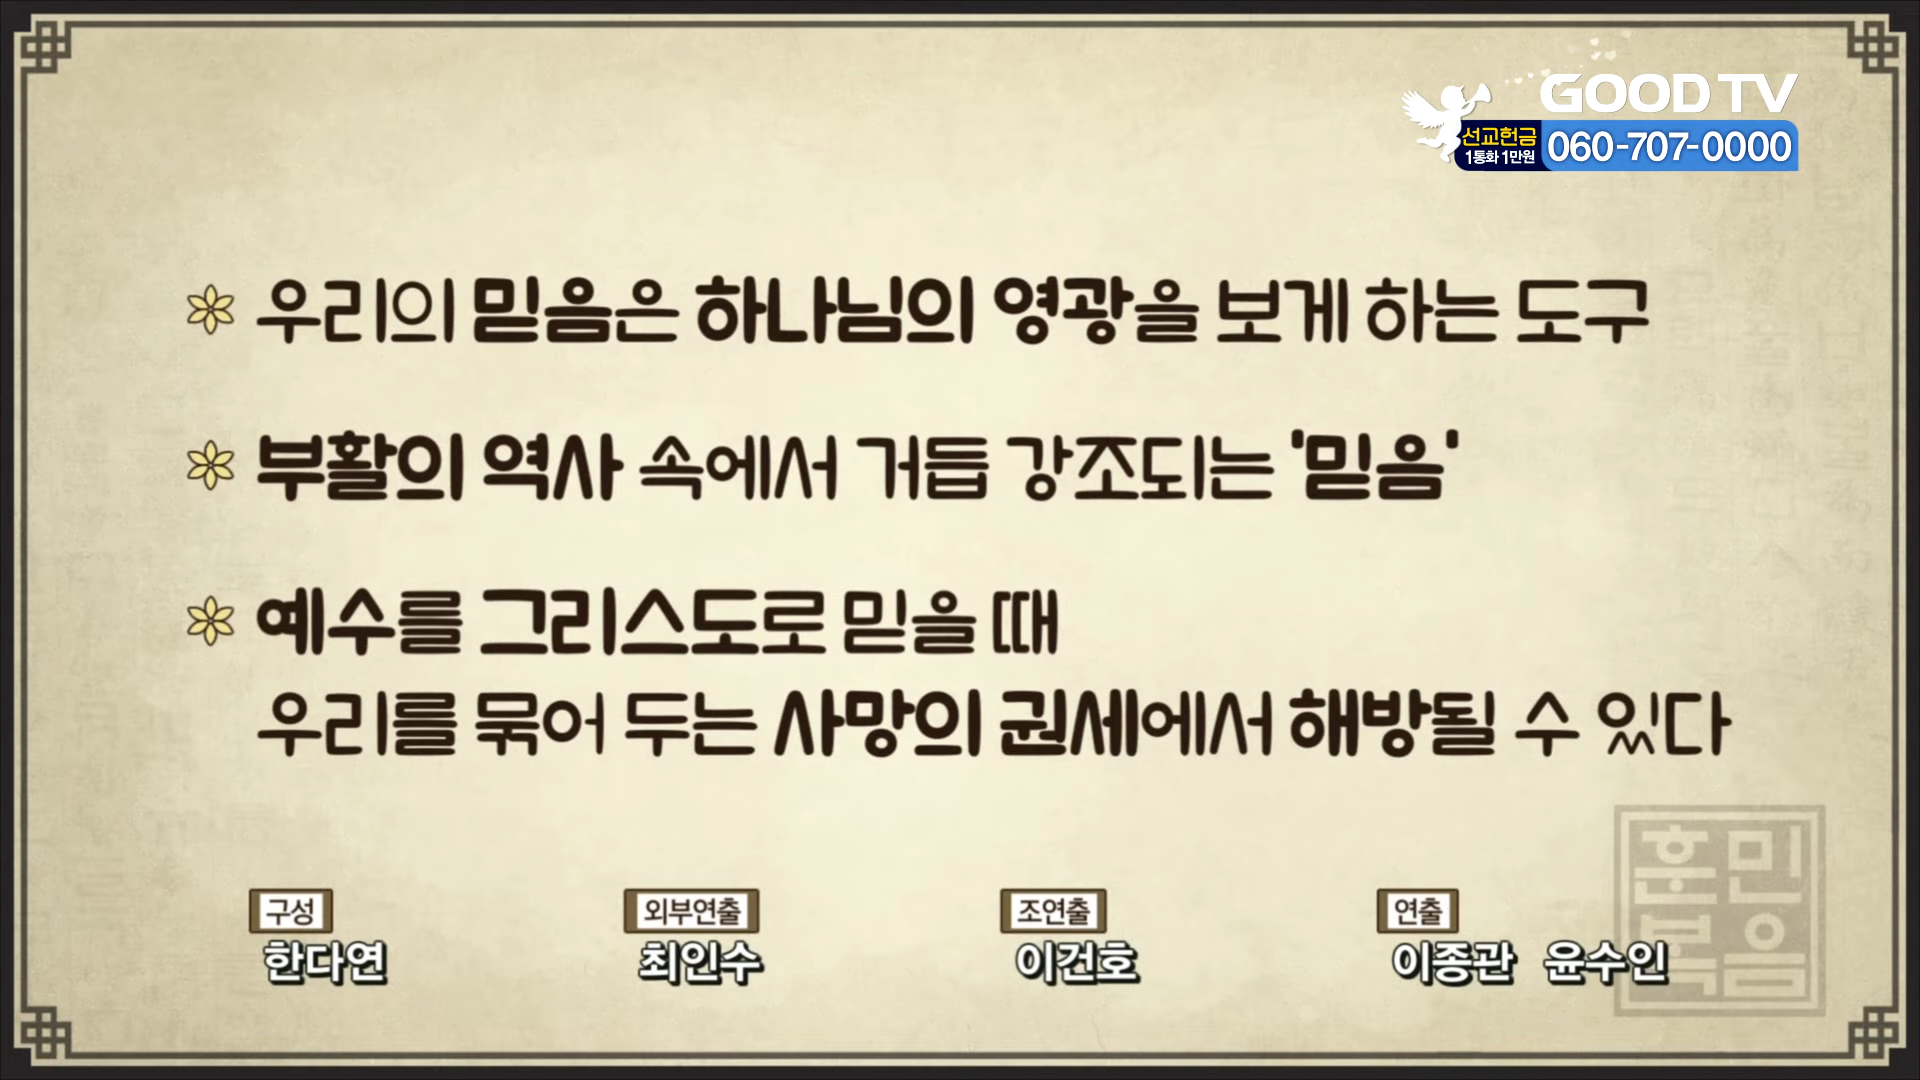 GOOD TV
선교헌금
1통화 1만원
060-707-0000
우리의 믿음은 하나님의 영광을 보게 하는 도구
부활의 역사 속에서 거듭 강조되는 '믿음'
예수를 그리스도로 믿을 때
우리를 묶어 두는 사망의 권세에서 해방될 수 있다
훈민
복음
구성 외부연출 조연출 연출
한다연 최인수 이건호 이종관 윤수인